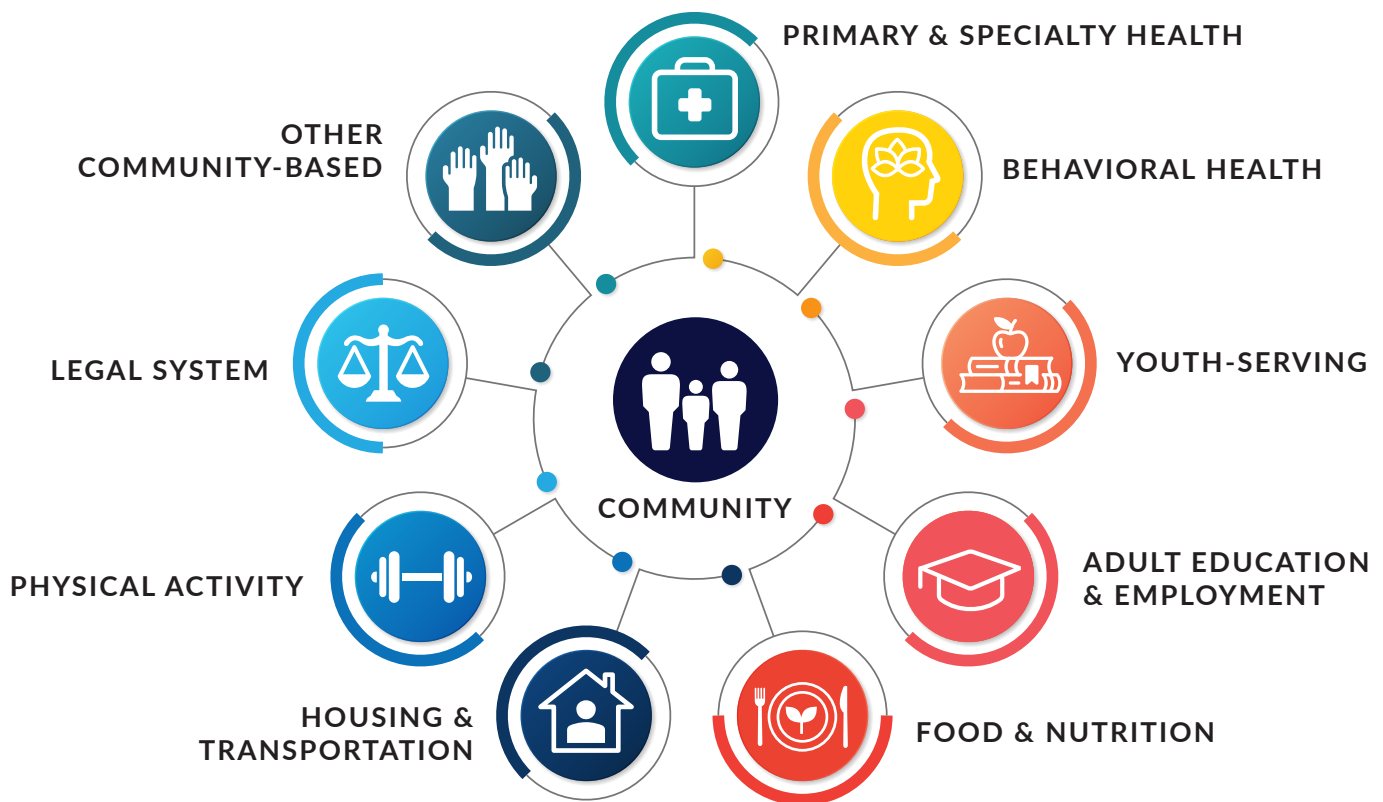 PRIMARY & SPECIALTY HEALTH
BEHAVIORAL HEALTH
YOUTH-SERVING
ADULT EDUCATION
& EMPLOYMENT
FOOD & NUTRITION
HOUSING &
TRANSPORTATION
PHYSICAL ACTIVITY
LEGAL SYSTEM
OTHER
COMMUNITY-BASED
COMMUNITY